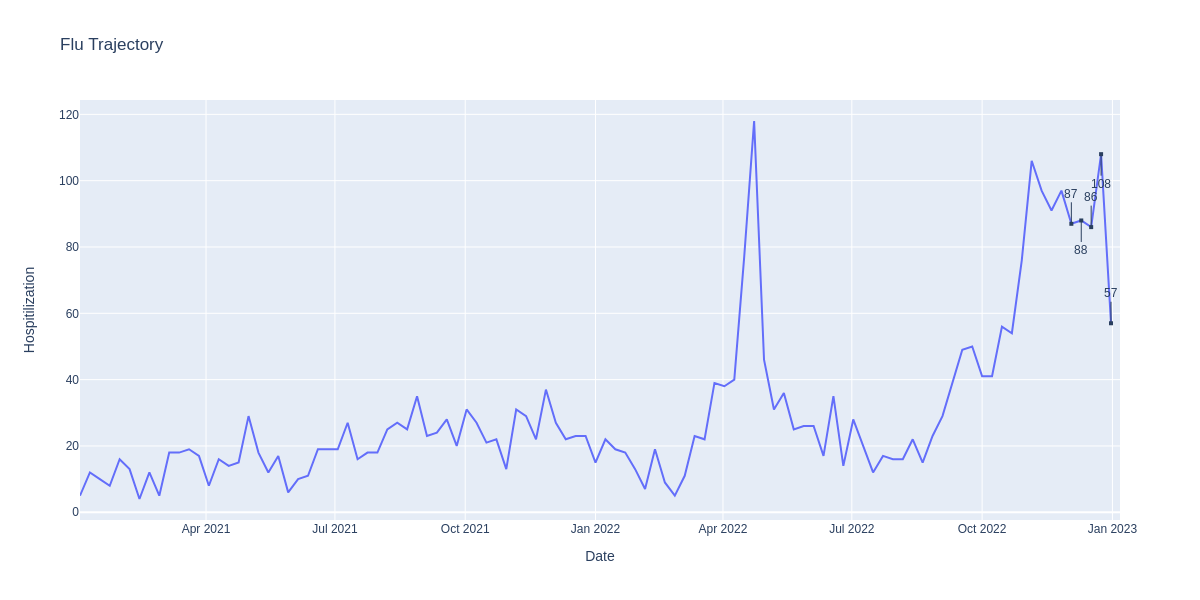 Flu Trajectory
120
100
80
60
40
20
0
Hospitilization
87
86
108
88
57
Apr 2021
Jul 2021
Oct 2021
Jan 2022
Apr 2022
Jul 2022
Oct 2022
Jan 2023
Date